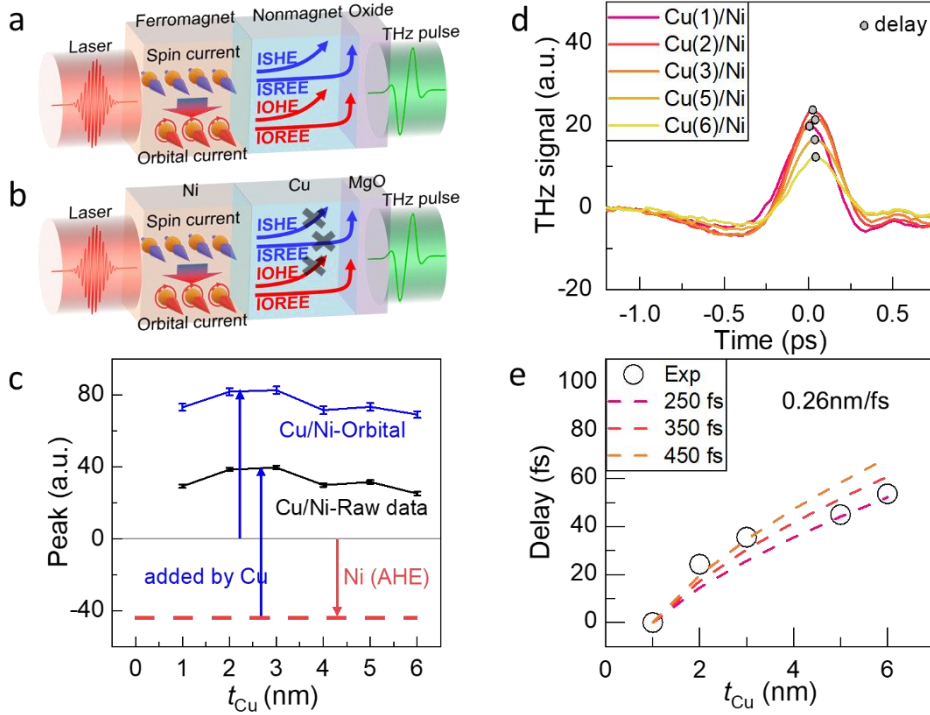 a
Ferromagnet Nonmagnet Oxide
Laser Spin current THz pulse
ISHE
ISREE
IOHE
IOREE
Orbital current
b
Ni Cu MgO
Laser Spin current THz pulse
ISHE
ISREE
IOHE
IOREE
Orbital current
c
80
40
0
-40
Peak (a.u.)
Cu/Ni-Orbital
Cu/Ni-Raw data
added by Cu
Ni (AHE)
0 1 2 3 4 5 6
tCu (nm)
d
Cu(1)/Ni
Cu(2)/Ni
Cu(3)/Ni
Cu(5)/Ni
Cu(6)/Ni
delay
40
20
0
-20
THz signal (a.u.)
-1.0 -0.5 0.0 0.5
Time (ps)
e
Exp
250 fs
350 fs
450 fs
0.26nm/fs
100
80
60
40
20
0
Delay (fs)
0 2 4 6
tCu (nm)